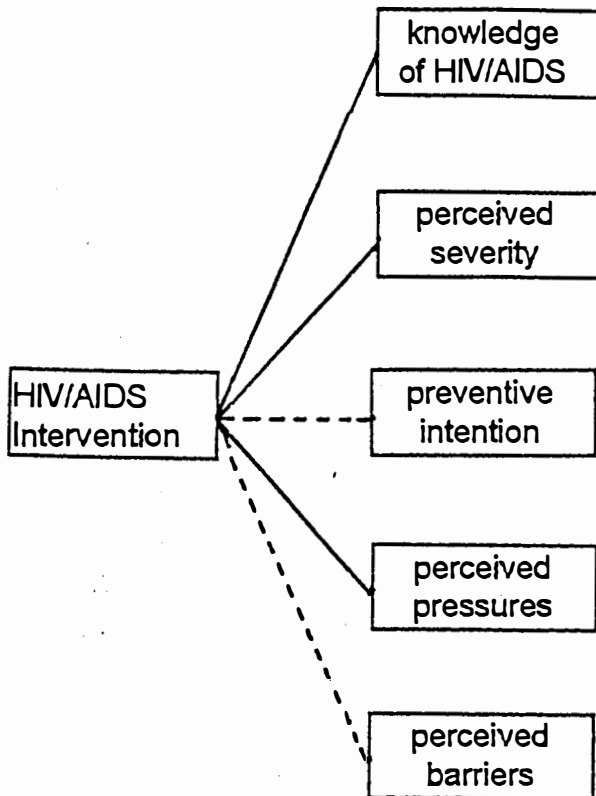 knowledge
of HIV/AIDS
perceived
severity
HIV/AIDS
Intervention
preventive
intention
perceived
pressures
perceived
barriers